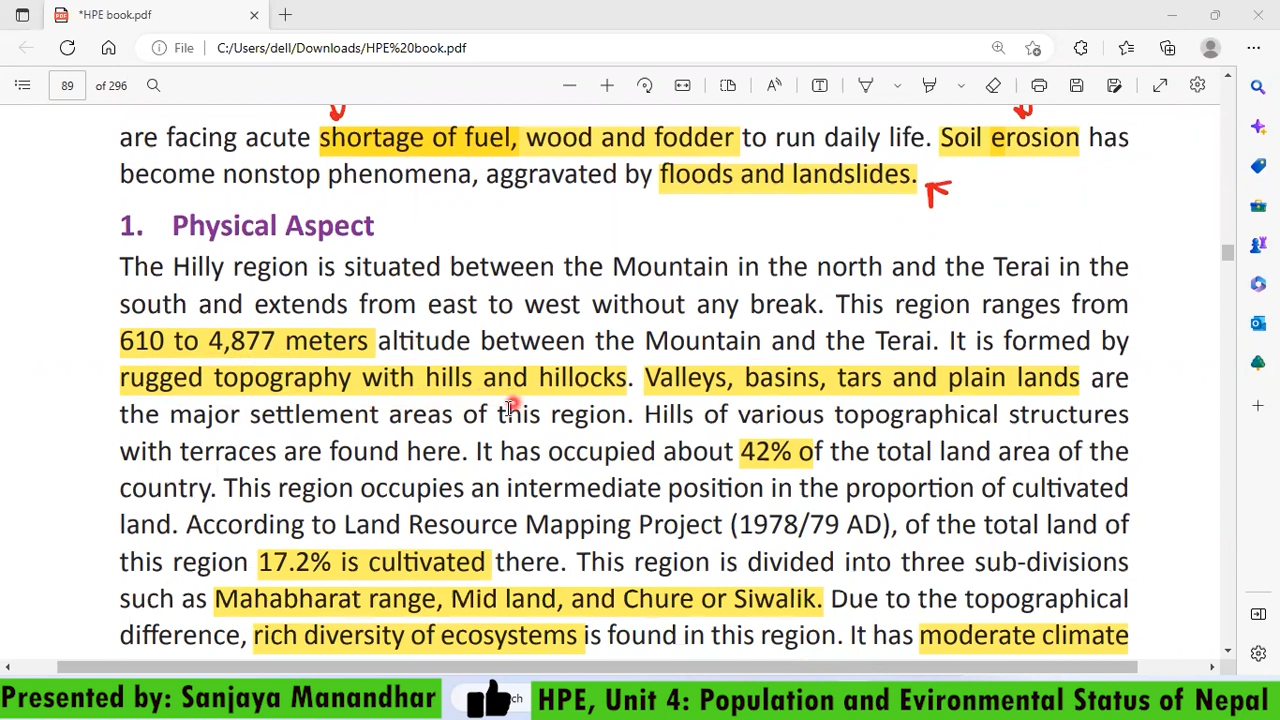 *HPE book.pdf
File
C:/Users/dell/Downloads/HPE%20book.pdf
89 of 296
are facing acute shortage of fuel, wood and fodder to run daily life. Soil erosion has
become nonstop phenomena, aggravated by floods and landslides.
1. Physical Aspect
The Hilly region is situated between the Mountain in the north and the Terai in the
south and extends from east to west without any break. This region ranges from
610 to 4,877 meters altitude between the Mountain and the Terai. It is formed by
rugged topography with hills and hillocks. Valleys, basins, tars and plain lands are
the major settlement areas of this region. Hills of various topographical structures
with terraces are found here. It has occupied about 42% of the total land area of the
country. This region occupies an intermediate position in the proportion of cultivated
land. According to Land Resource Mapping Project (1978/79 AD), of the total land of
this region 17.2% is cultivated there. This region is divided into three sub-divisions
such as Mahabharat range, Mid land, and Chure or Siwalik. Due to the topographical
difference, rich diversity of ecosystems is found in this region. It has moderate climate
Presented by: Sanjaya Manandhar
HPE, Unit 4: Population and Evironmental Status of Nepal